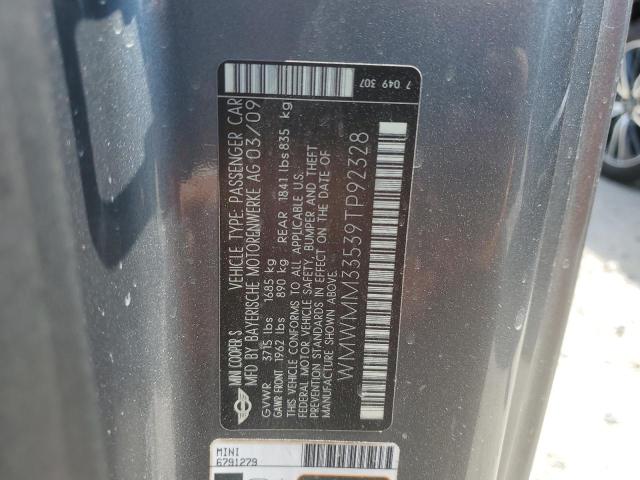 MINI COOPER S VEHICLE TYPE: PASSENGER CAR
MFD BY BAYERISCHE MOTORENWERKE AG 03/09
GVWR 3715 lbs 1685 kg
GAWR FRONT 1962 lbs 890 kg REAR 1841 lbs 835 kg
THIS VEHICLE CONFORMS TO ALL APPLICABLE U.S.
FEDERAL MOTOR VEHICLE SAFETY, BUMPER AND THEFT
PREVENTION STANDARDS IN EFFECT ON THE DATE OF
MANUFACTURE SHOWN ABOVE.
WMWMM33539TP92328
7 049 307
MINI
6791279